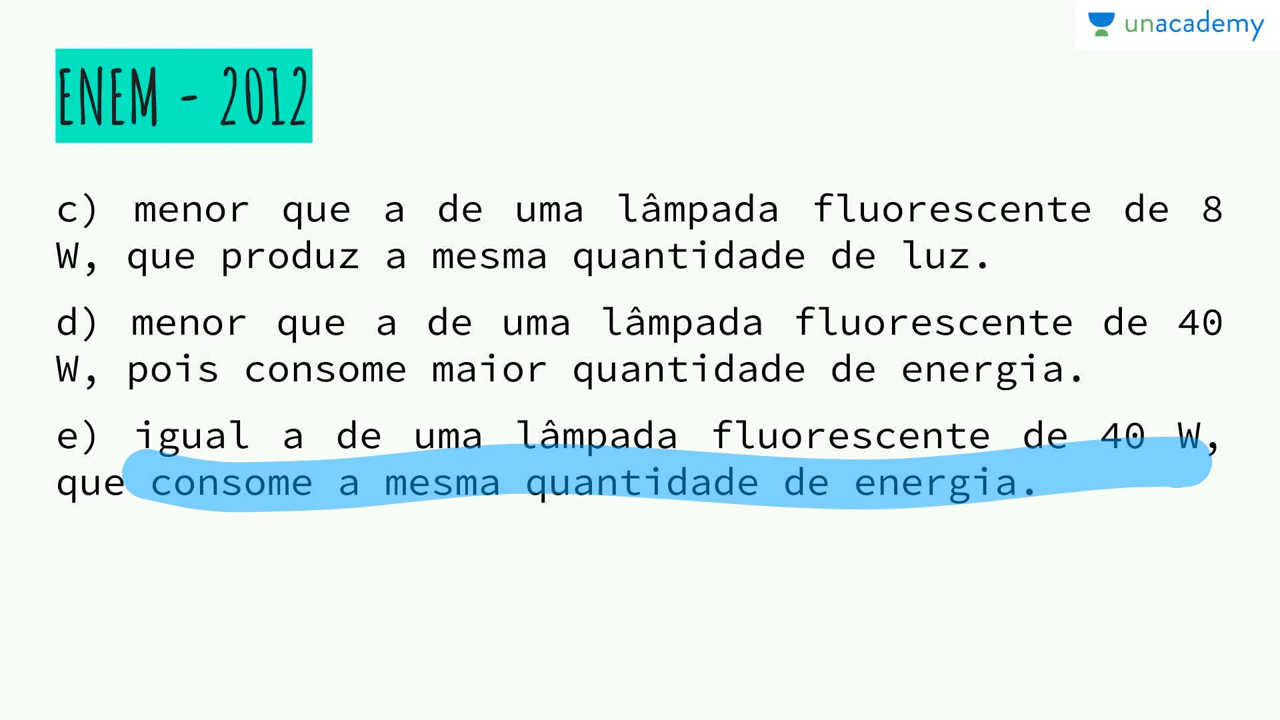 unacademy
ENEM - 2012
c) menor que a de uma lâmpada fluorescente de 8
W, que produz a mesma quantidade de luz.
d) menor que a de uma lâmpada fluorescente de 40
W, pois consome maior quantidade de energia.
e) igual a de uma lâmpada fluorescente de 40 W,
que consome a mesma quantidade de energia.